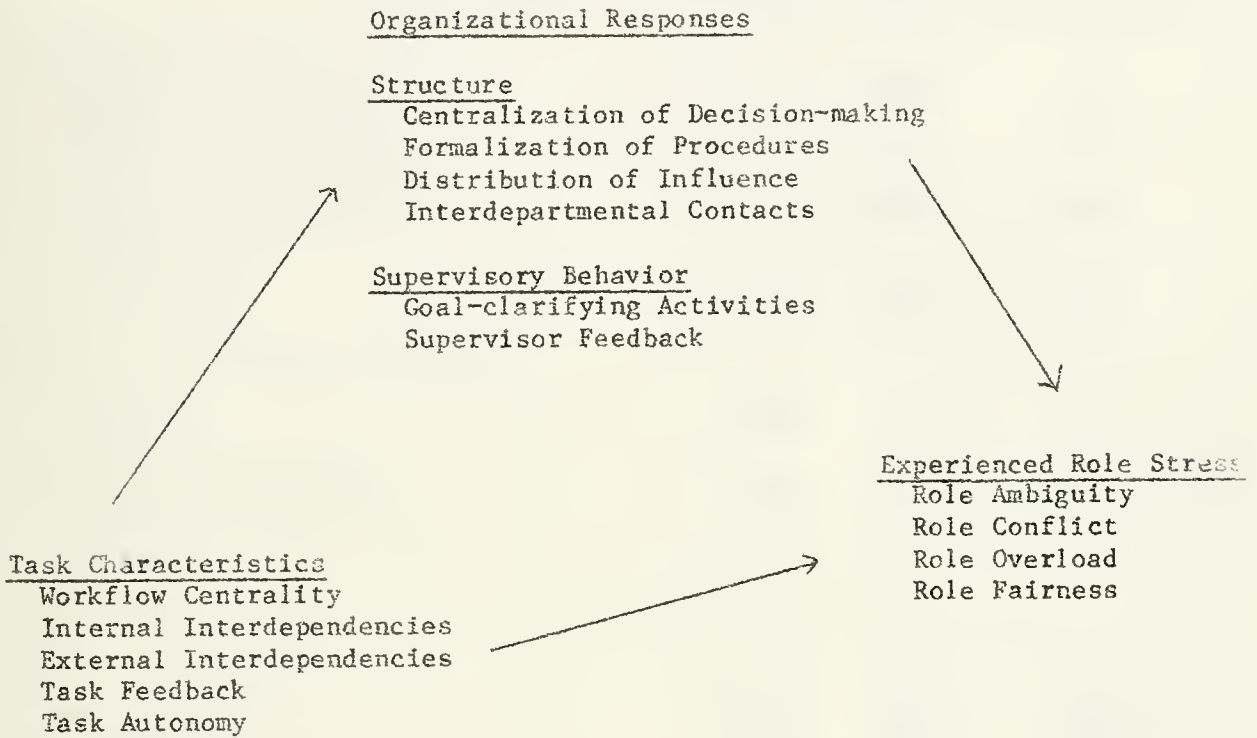 Organizational Responses
Structure
Centralization of Decision-making
Formalization of Procedures
Distribution of Influence
Interdepartmental Contacts
Supervisory Behavior
Goal-clarifying Activities
Supervisor Feedback
Experienced Role Stress
Role Ambiguity
Role Conflict
Role Overload
Role Fairness
Task Characteristics
Workflow Centrality
Internal Interdependencies
External Interdependencies
Task Feedback
Task Autonomy